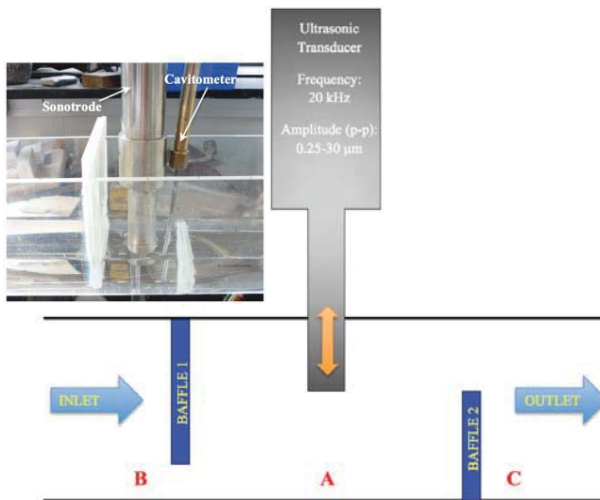 Ultrasonic
Transducer
Frequency:
20 kHz
Amplitude (p-p):
0.25-30 µm
Sonotrode
Cavitometer
INLET
BAFFLE 1
BAFFLE 2
OUTLET
B
A
C